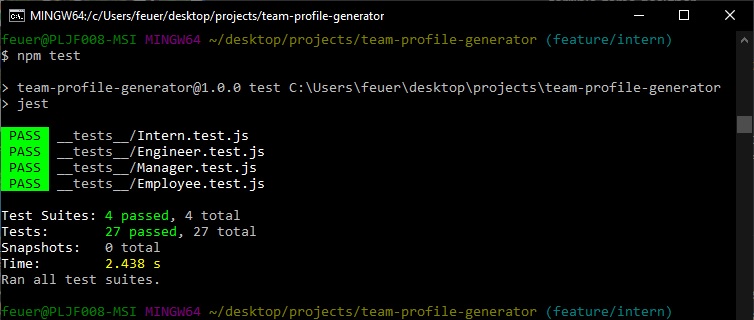 MINGW64:/c/Users/feuer/desktop/projects/team-profile-generator
feuer@PLJF008-MSI MINGW64 ~/desktop/projects/team-profile-generator (feature/intern)
$ npm test
> team-profile-generator@1.0.0 test C:\Users\feuer\desktop\projects\team-profile-generator
> jest
PASS __tests__/Intern.test.js
PASS __tests__/Engineer.test.js
PASS __tests__/Manager.test.js
PASS __tests__/Employee.test.js
Test Suites: 4 passed, 4 total
Tests: 27 passed, 27 total
Snapshots: 0 total
Time: 2.438 s
Ran all test suites.
feuer@PLJF008-MSI MINGW64 ~/desktop/projects/team-profile-generator (feature/intern)